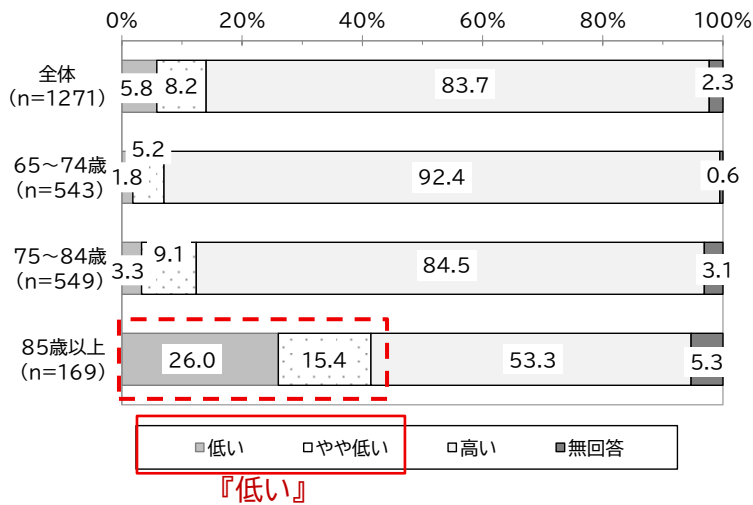 0% 20% 40% 60% 80% 100%
全体
（n=1271）
5.8 8.2 83.7 2.3
65～74歳
（n=543）
1.8 5.2 92.4 0.6
75～84歳
（n=549）
3.3 9.1 84.5 3.1
85歳以上
（n=169）
26.0 15.4 53.3 5.3
低い やや低い 高い 無回答
『低い』